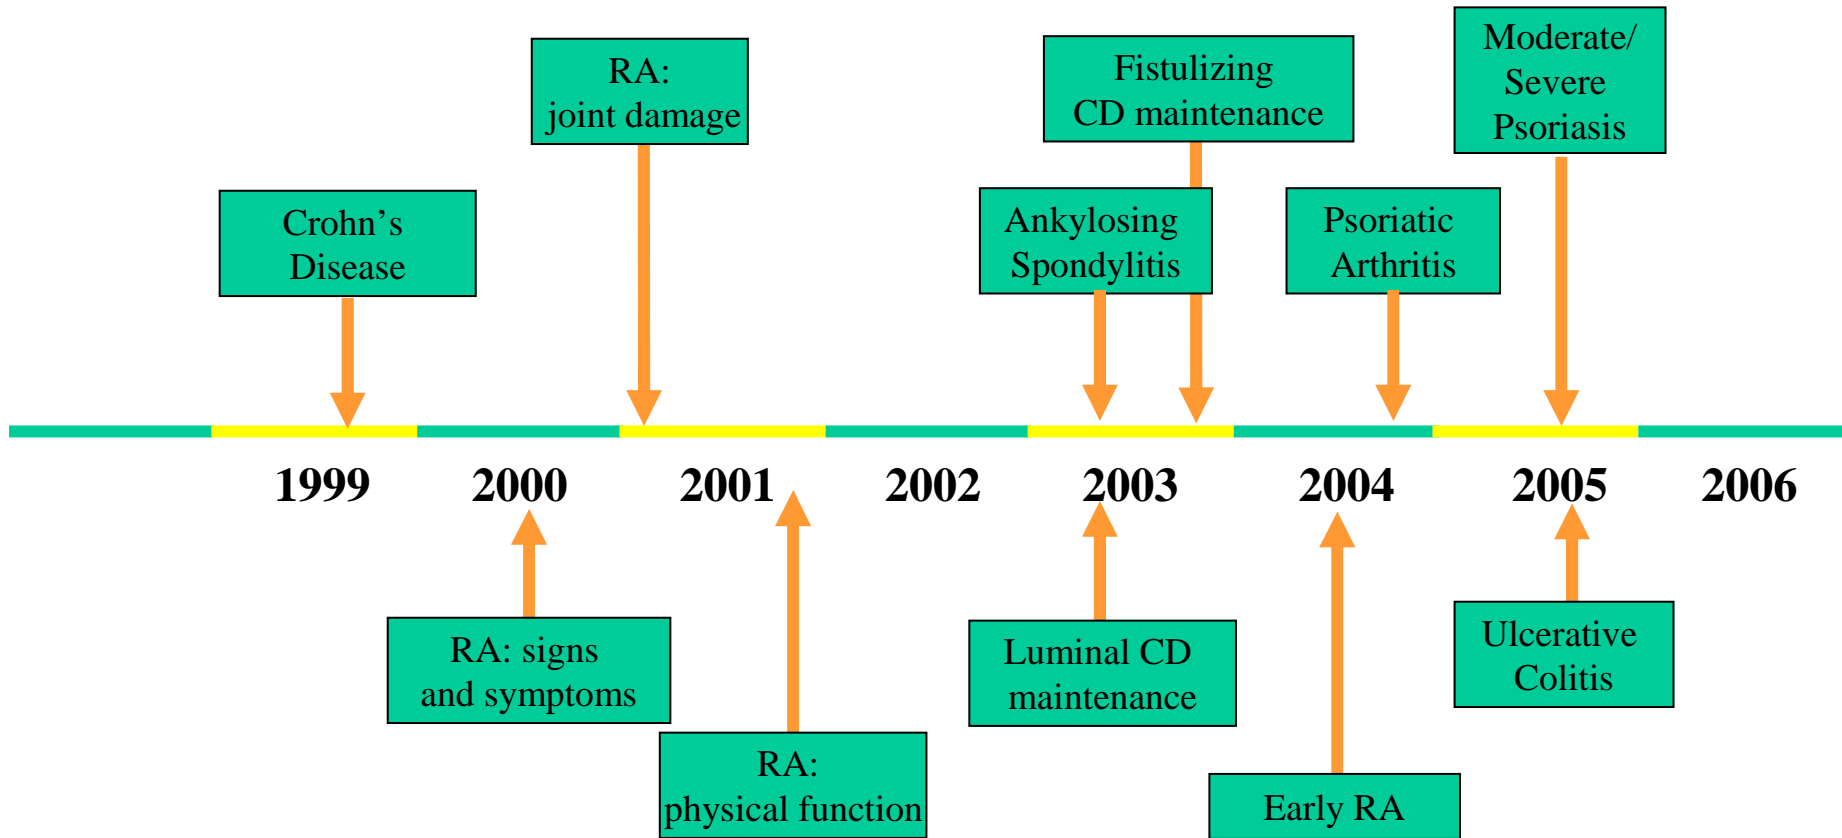 RA:
joint damage
Fistulizing
CD maintenance
Moderate/
Severe
Psoriasis
Crohn’s
Disease
Ankylosing
Spondylitis
Psoriatic
Arthritis
1999 2000 2001 2002 2003 2004 2005 2006
RA: signs
and symptoms
Luminal CD
maintenance
Ulcerative
Colitis
RA:
physical function
Early RA